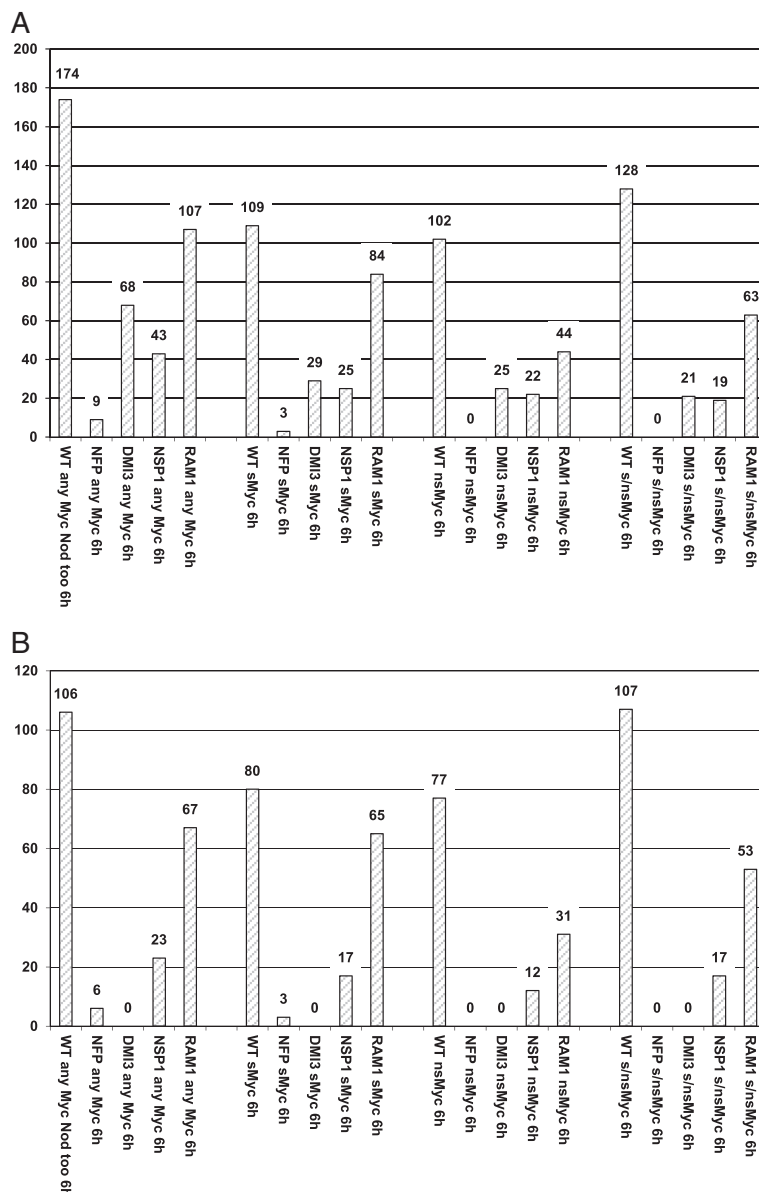 A
200
180
160
140
120
100
80
60
40
20
0
174
9
68
43
107
109
3
29
25
84
102
0
25
22
44
128
0
21
19
63
WT any Myc Nod too 6h
NFP any Myc 6h
DMI3 any Myc 6h
NSP1 any Myc 6h
RAM1 any Myc 6h
WT sMyc 6h
NFP sMyc 6h
DMI3 sMyc 6h
NSP1 sMyc 6h
RAM1 sMyc 6h
WT nsMyc 6h
NFP nsMyc 6h
DMI3 nsMyc 6h
NSP1 nsMyc 6h
RAM1 nsMyc 6h
WT s/nsMyc 6h
NFP s/nsMyc 6h
DMI3 s/nsMyc 6h
NSP1 s/nsMyc 6h
RAM1 s/nsMyc 6h
B
120
100
80
60
40
20
0
106
6
0
23
67
80
3
0
17
65
77
0
0
12
31
107
0
0
17
53
WT any Myc Nod too 6h
NFP any Myc 6h
DMI3 any Myc 6h
NSP1 any Myc 6h
RAM1 any Myc 6h
WT sMyc 6h
NFP sMyc 6h
DMI3 sMyc 6h
NSP1 sMyc 6h
RAM1 sMyc 6h
WT nsMyc 6h
NFP nsMyc 6h
DMI3 nsMyc 6h
NSP1 nsMyc 6h
RAM1 nsMyc 6h
WT s/nsMyc 6h
NFP s/nsMyc 6h
DMI3 s/nsMyc 6h
NSP1 s/nsMyc 6h
RAM1 s/nsMyc 6h